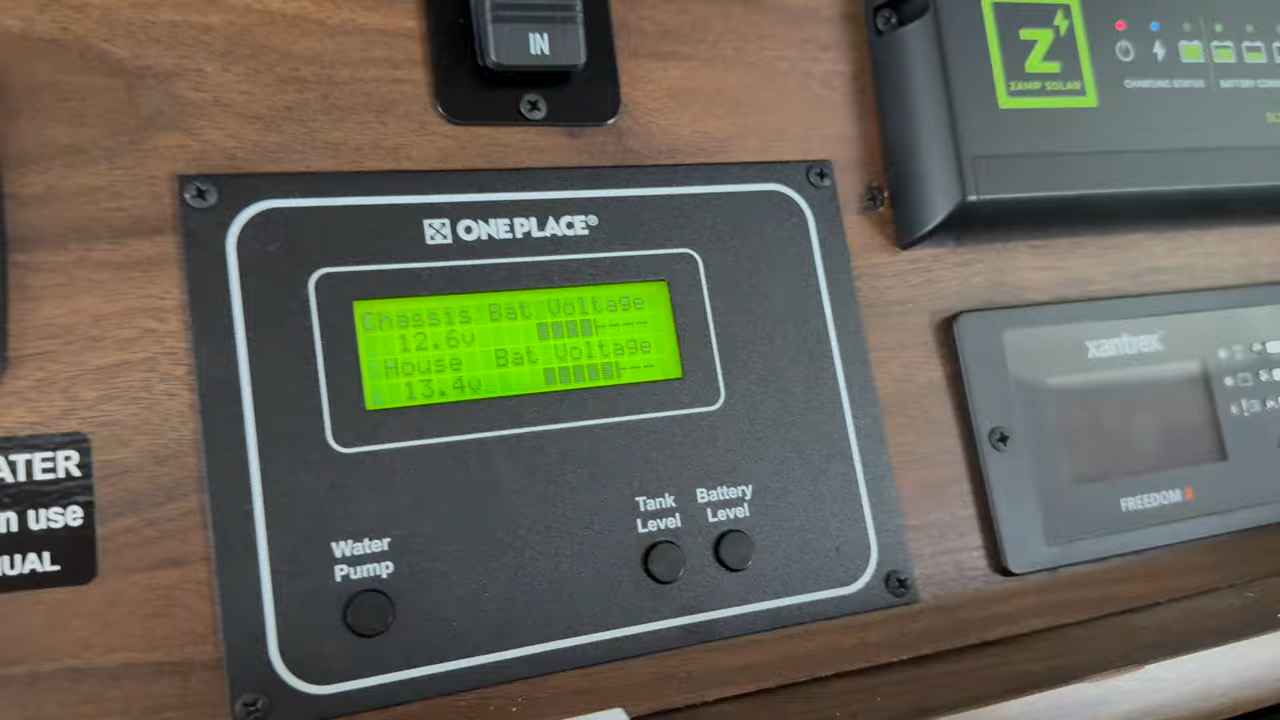 IN
Z
ZAMP SOLAR
CHARGING STATUS
BATTERY
ONE PLACE®
Chassis Bat Voltage
12.6v
House Bat Voltage
13.4v
xantrex
FREEDOM X
ATER
n use
UAL
Tank Level
Battery Level
Water Pump